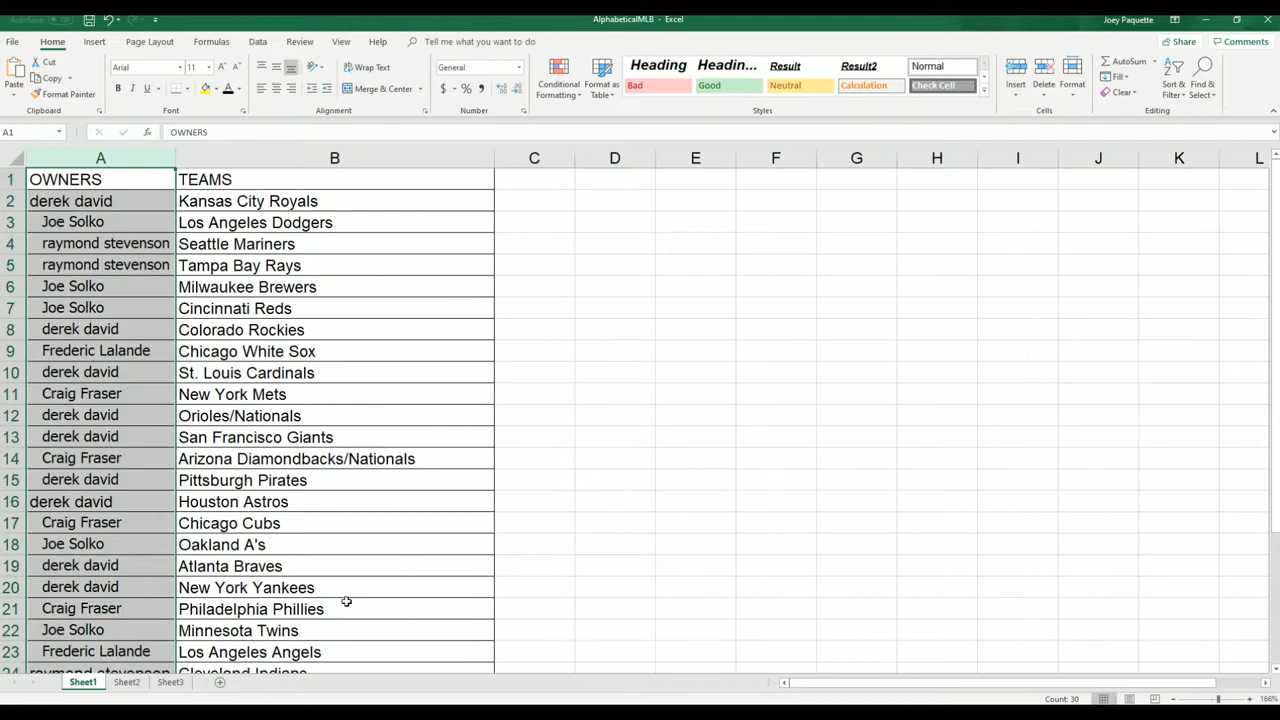 AutoSave Off
AlphabeticalMLB - Excel
Joey Paquette
File Home Insert Page Layout Formulas Data Review View Help Tell me what you want to do
Share Comments
Paste
Cut
Copy
Format Painter
Clipboard
Arial 11
B I U
Font
Wrap Text
Merge & Center
Alignment
General
$ % 9
Number
Conditional Formatting
Format as Table
Heading Headin... Result Result2 Normal
Bad Good Neutral Calculation Check Cell
Styles
Insert Delete Format
Cells
AutoSum
Fill
Clear
Sort & Filter
Find & Select
Editing
A1 fx OWNERS
A B C D E F G H I J K L
1 OWNERS TEAMS
2 derek david Kansas City Royals
3 Joe Solko Los Angeles Dodgers
4 raymond stevenson Seattle Mariners
5 raymond stevenson Tampa Bay Rays
6 Joe Solko Milwaukee Brewers
7 Joe Solko Cincinnati Reds
8 derek david Colorado Rockies
9 Frederic Lalande Chicago White Sox
10 derek david St. Louis Cardinals
11 Craig Fraser New York Mets
12 derek david Orioles/Nationals
13 derek david San Francisco Giants
14 Craig Fraser Arizona Diamondbacks/Nationals
15 derek david Pittsburgh Pirates
16 derek david Houston Astros
17 Craig Fraser Chicago Cubs
18 Joe Solko Oakland A's
19 derek david Atlanta Braves
20 derek david New York Yankees
21 Craig Fraser Philadelphia Phillies
22 Joe Solko Minnesota Twins
23 Frederic Lalande Los Angeles Angels
24 raymond stevenson Cleveland Indians
Sheet1 Sheet2 Sheet3
Count: 30 166%